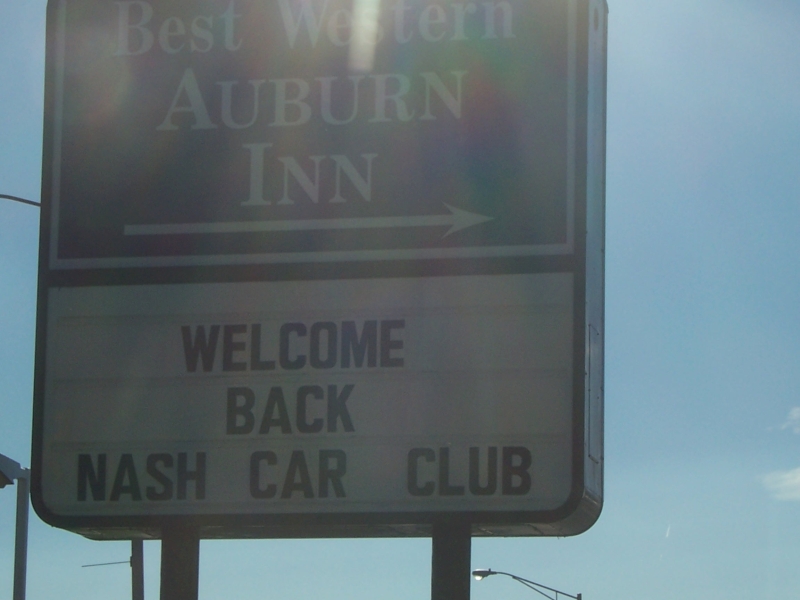 Best Western
AUBURN
INN
WELCOME
BACK
NASH CAR CLUB